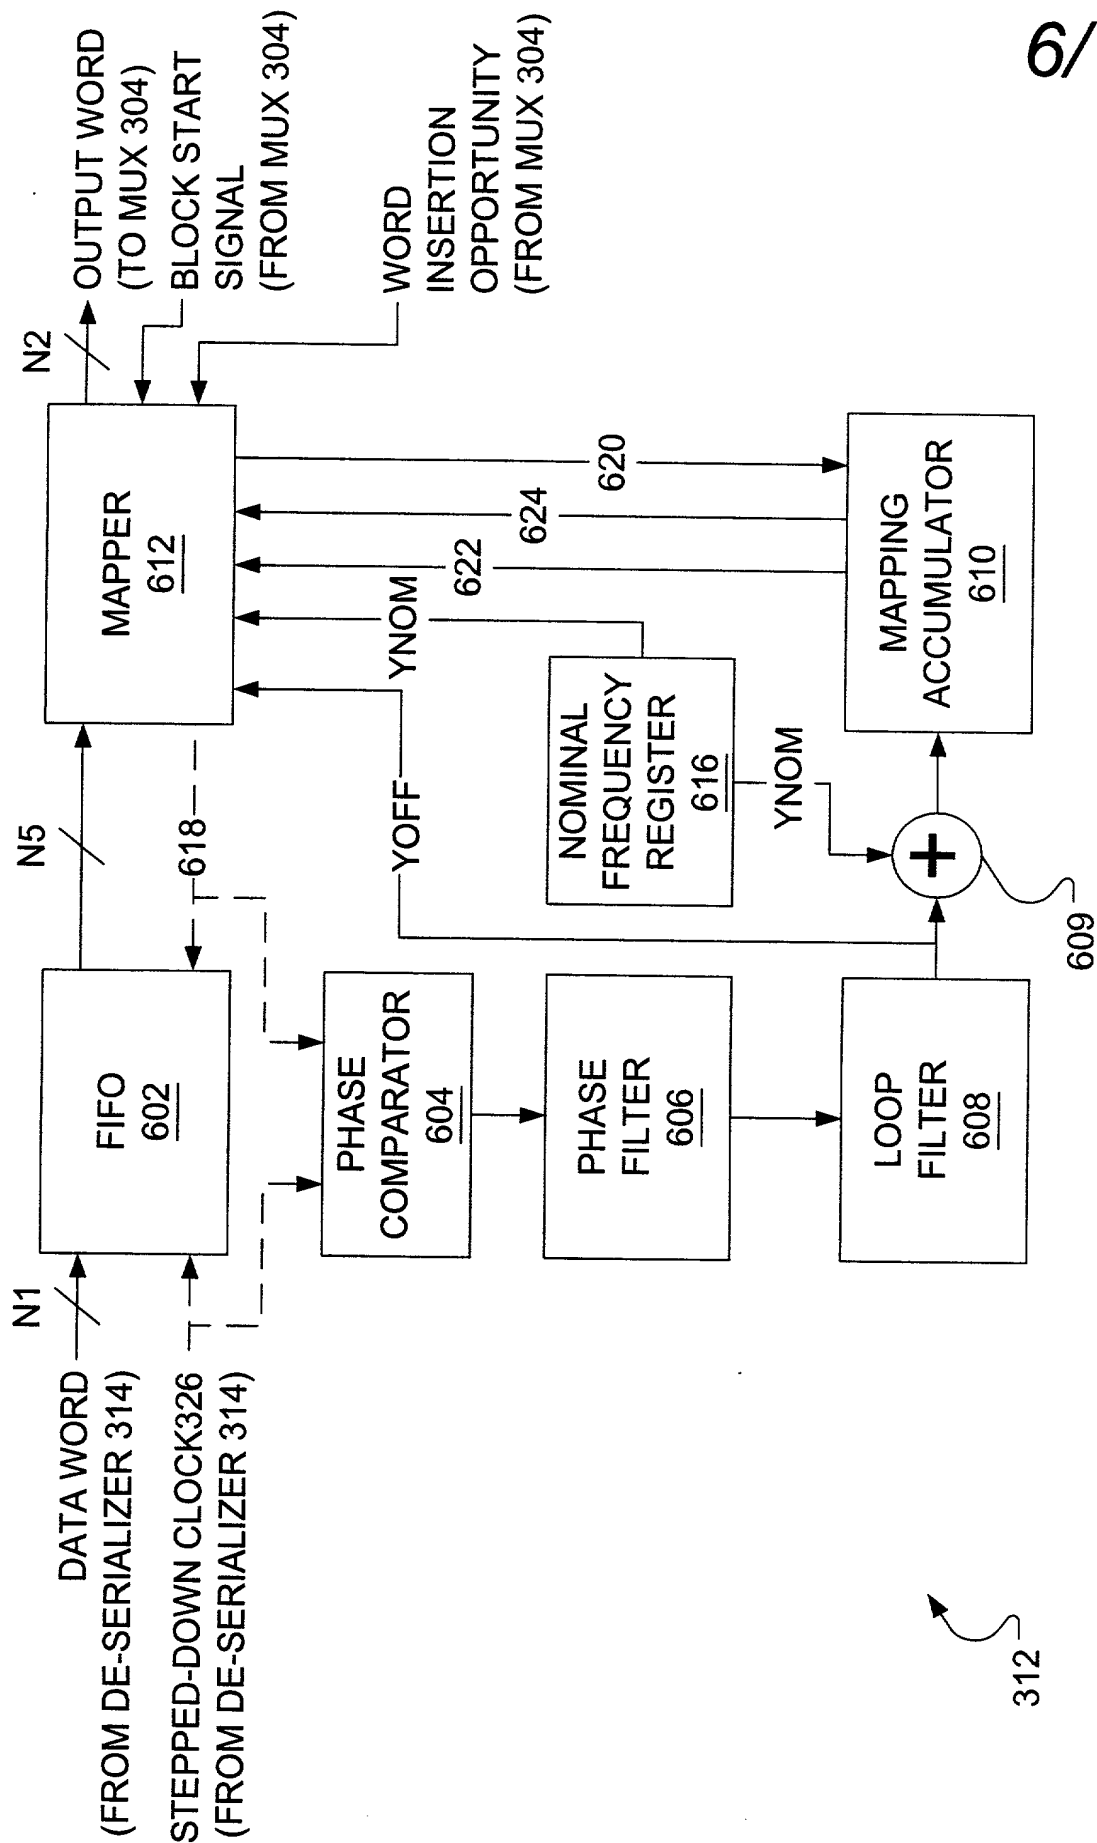 6/
DATA WORD
(FROM DE-SERIALIZER 314)
STEPPED-DOWN CLOCK326
(FROM DE-SERIALIZER 314)
N1
FIFO
602
N5
618
MAPPER
612
N2
OUTPUT WORD
(TO MUX 304)
BLOCK START
SIGNAL
(FROM MUX 304)
WORD
INSERTION
OPPORTUNITY
(FROM MUX 304)
PHASE
COMPARATOR
604
PHASE
FILTER
606
LOOP
FILTER
608
YOFF
YNOM
622
624
620
NOMINAL
FREQUENCY
REGISTER
616
YNOM
+
609
MAPPING
ACCUMULATOR
610
312